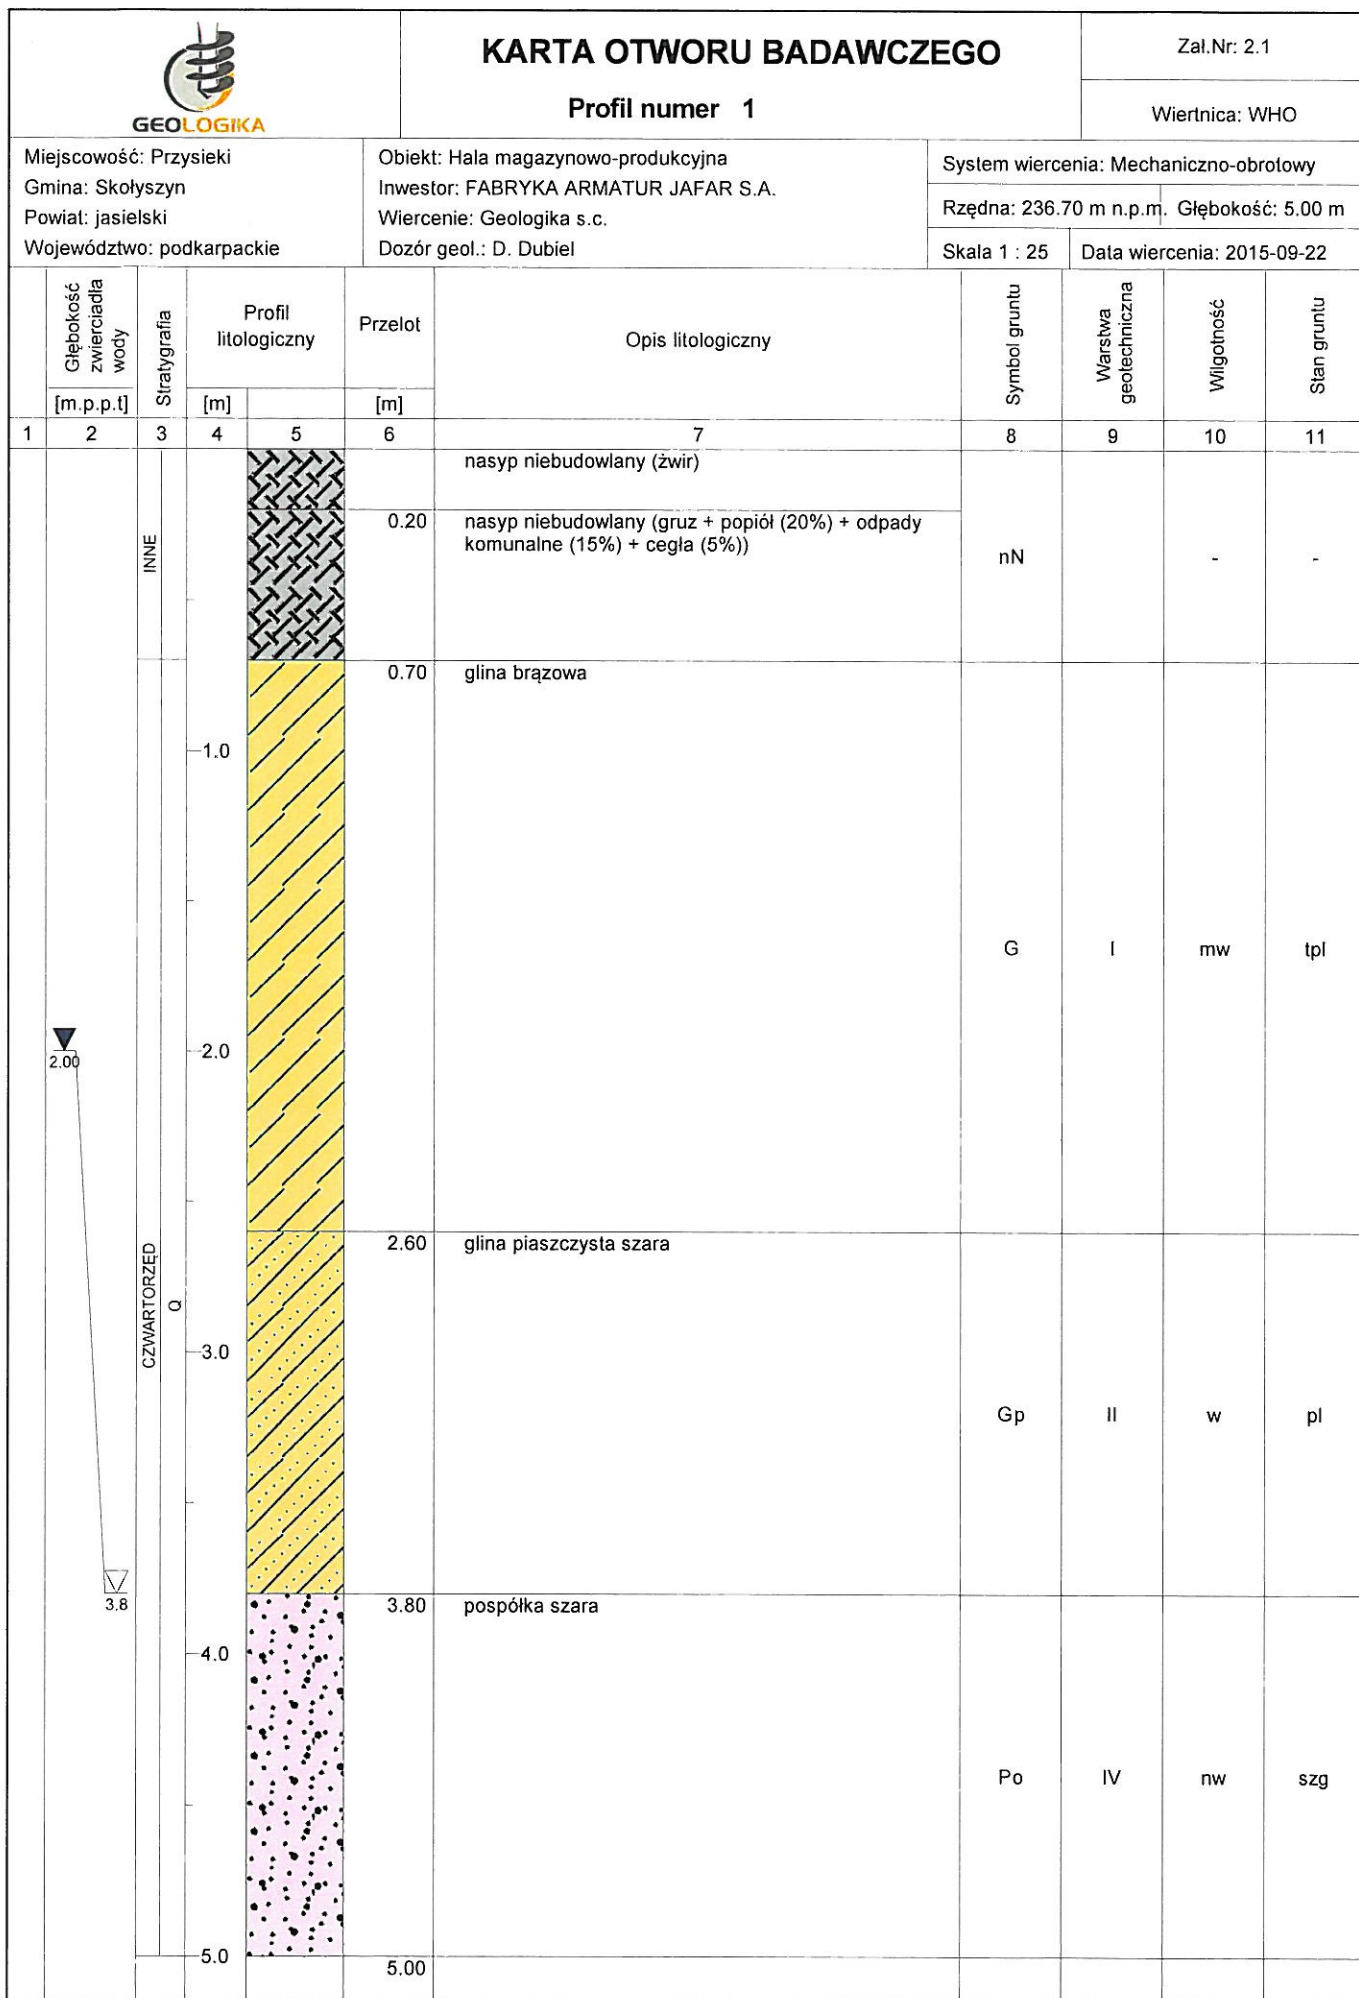 GEOLOGIKA
KARTA OTWORU BADAWCZEGO
Profil numer 1
Zał.Nr: 2.1
Wiertnica: WHO
Miejscowość: Przysieki
Gmina: Skołyszyn
Powiat: jasielski
Województwo: podkarpackie
Obiekt: Hala magazynowo-produkcyjna
Inwestor: FABRYKA ARMATUR JAFAR S.A.
Wiercenie: Geologika s.c.
Dozór geol.: D. Dubiel
System wiercenia: Mechaniczno-obrotowy
Rzędna: 236.70 m n.p.m. Głębokość: 5.00 m
Skala 1 : 25 Data wiercenia: 2015-09-22
Głębokość
zwierciadła
wody
[m.p.p.t]
Stratygrafia
Profil
litologiczny
[m]
Przelot
[m]
Opis litologiczny
Symbol gruntu
Warstwa
geotechniczna
Wilgotność
Stan gruntu
1 2 3 4 5 6 7 8 9 10 11
nasyp niebudowlany (żwir)
INNE
0.20 nasyp niebudowlany (gruz + popiół (20%) + odpady
komunalne (15%) + cegła (5%))
nN - -
0.70 glina brązowa
1.0
G I mw tpl
2.0
2.00
2.60 glina piaszczysta szara
CZWARTORZĘD
Q
3.0
Gp II w pl
3.8
3.80 pospółka szara
4.0
Po IV nw szg
5.0
5.00